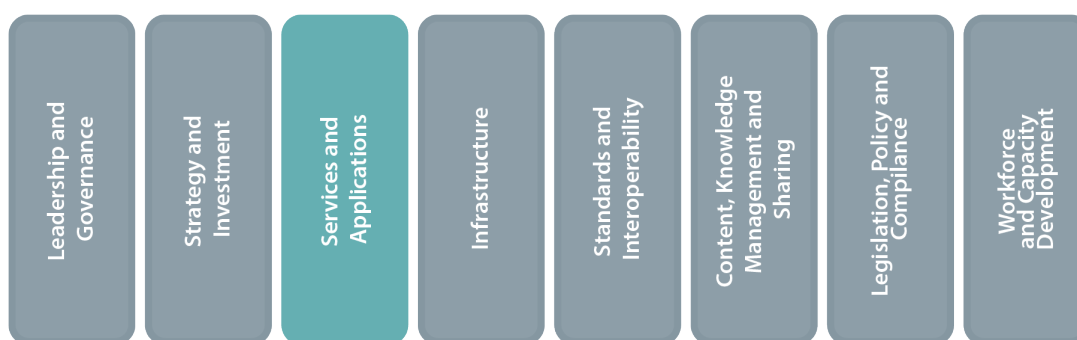 Leadership and
Governance
Strategy and
Investment
Services and
Applications
Infrastructure
Standards and
Interoperability
Content, Knowledge
Management and
Sharing
Legislation, Policy and
Compilance
Workforce
and Capacity
Development